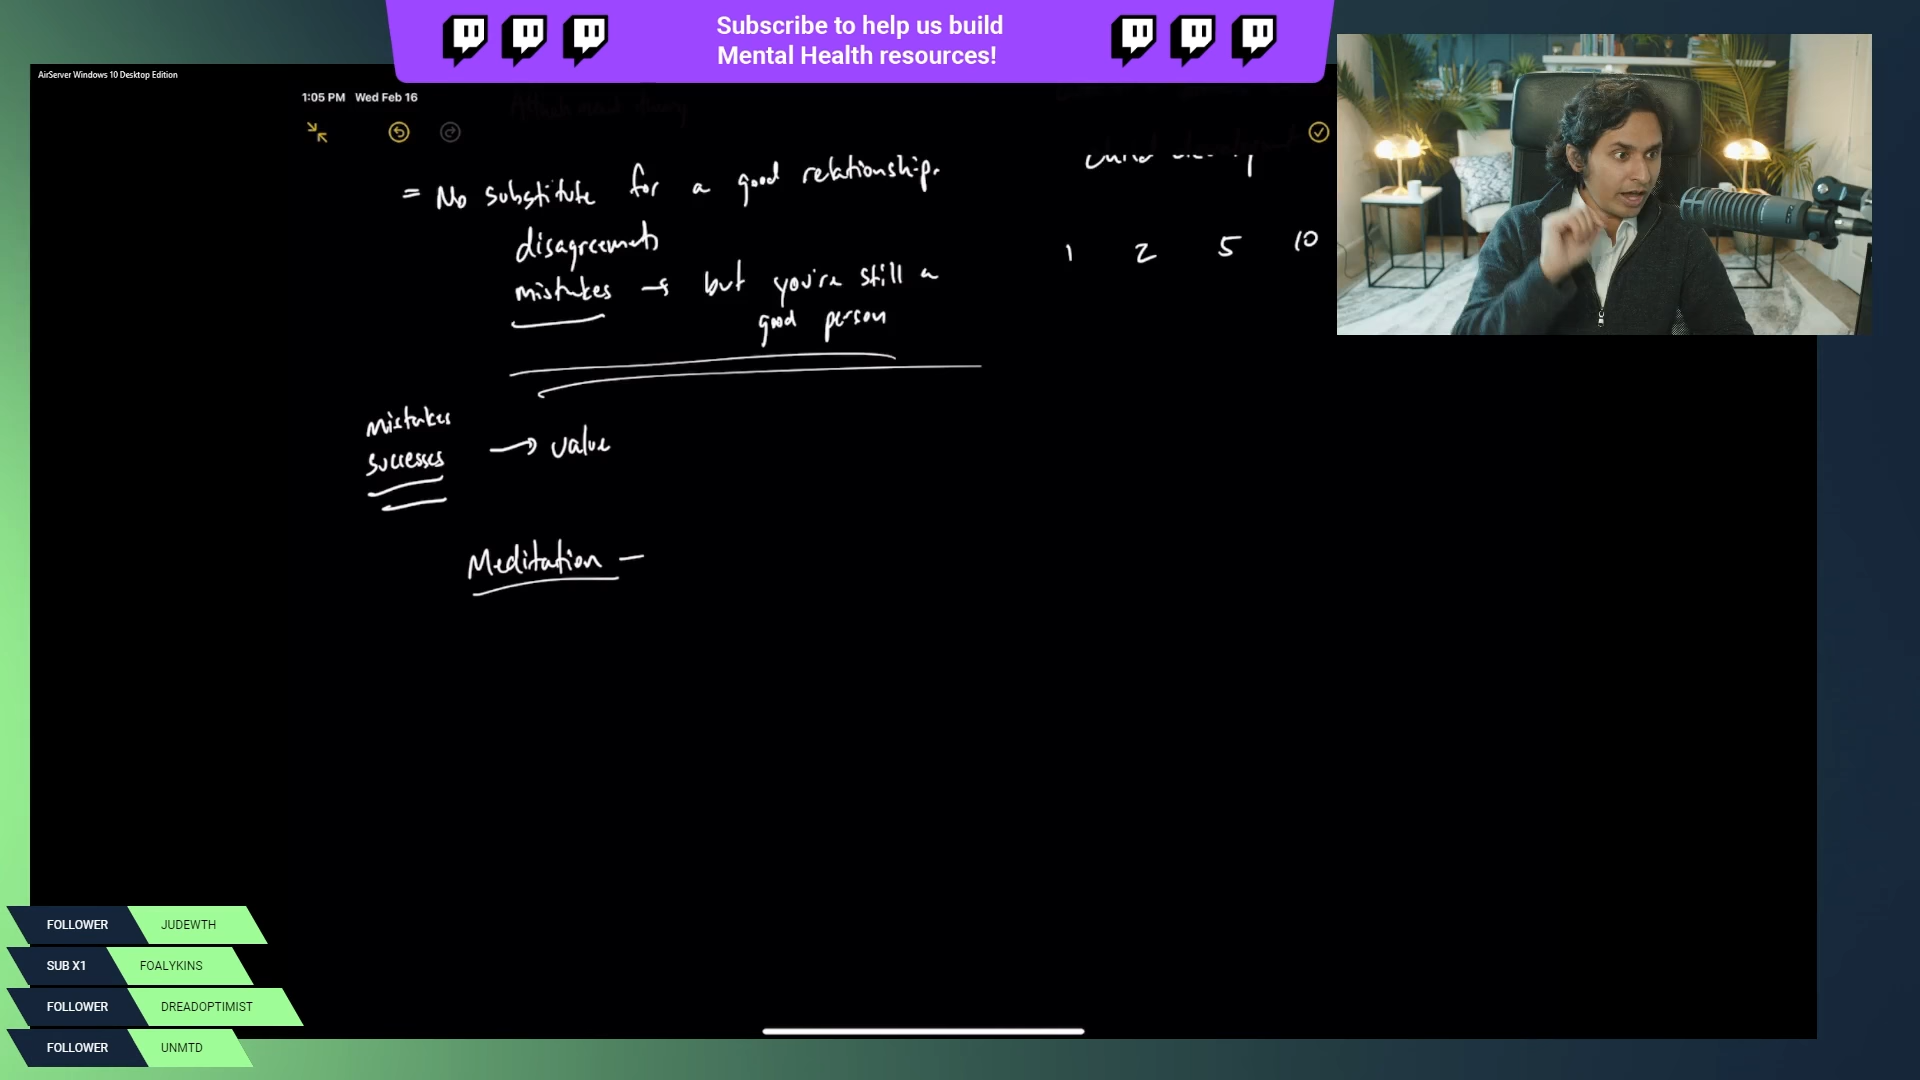 Subscribe to help us build
Mental Health resources!
AirServer Windows 10 Desktop Edition
1:05 PM Wed Feb 16
Attachment theory
= No substitute for a good relationship.
disagreements
mistakes → but you're still a
good person
1 2 5 10
mistakes
successes → value
Meditation -
FOLLOWER JUDEWTH
SUB X1 FOALYKINS
FOLLOWER DREADOPTIMIST
FOLLOWER UNMTD